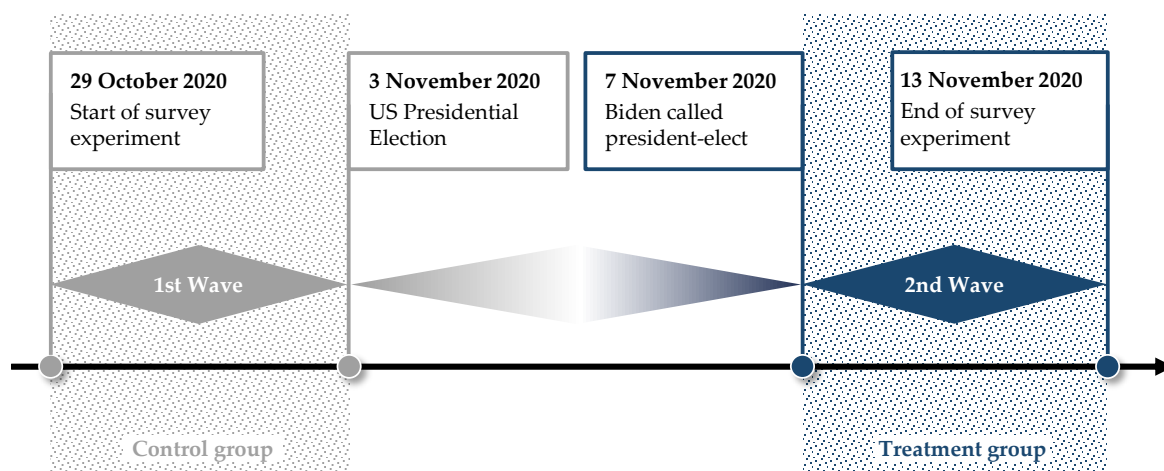 29 October 2020
Start of survey
experiment
3 November 2020
US Presidential
Election
7 November 2020
Biden called
president-elect
13 November 2020
End of survey
experiment
1st Wave
2nd Wave
Control group
Treatment group